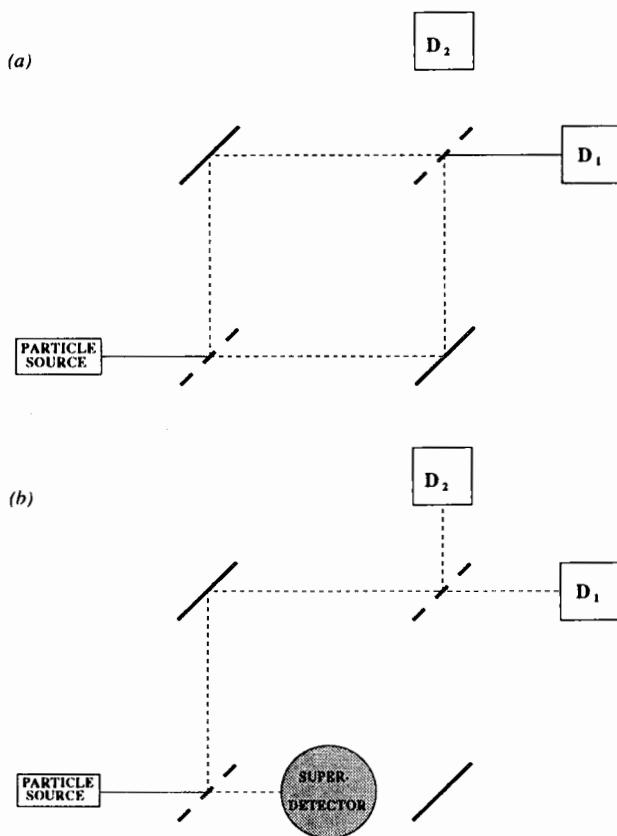 (a)
D₂
D₁
PARTICLE
SOURCE
(b)
D₂
D₁
PARTICLE
SOURCE
SUPER-
DETECTOR